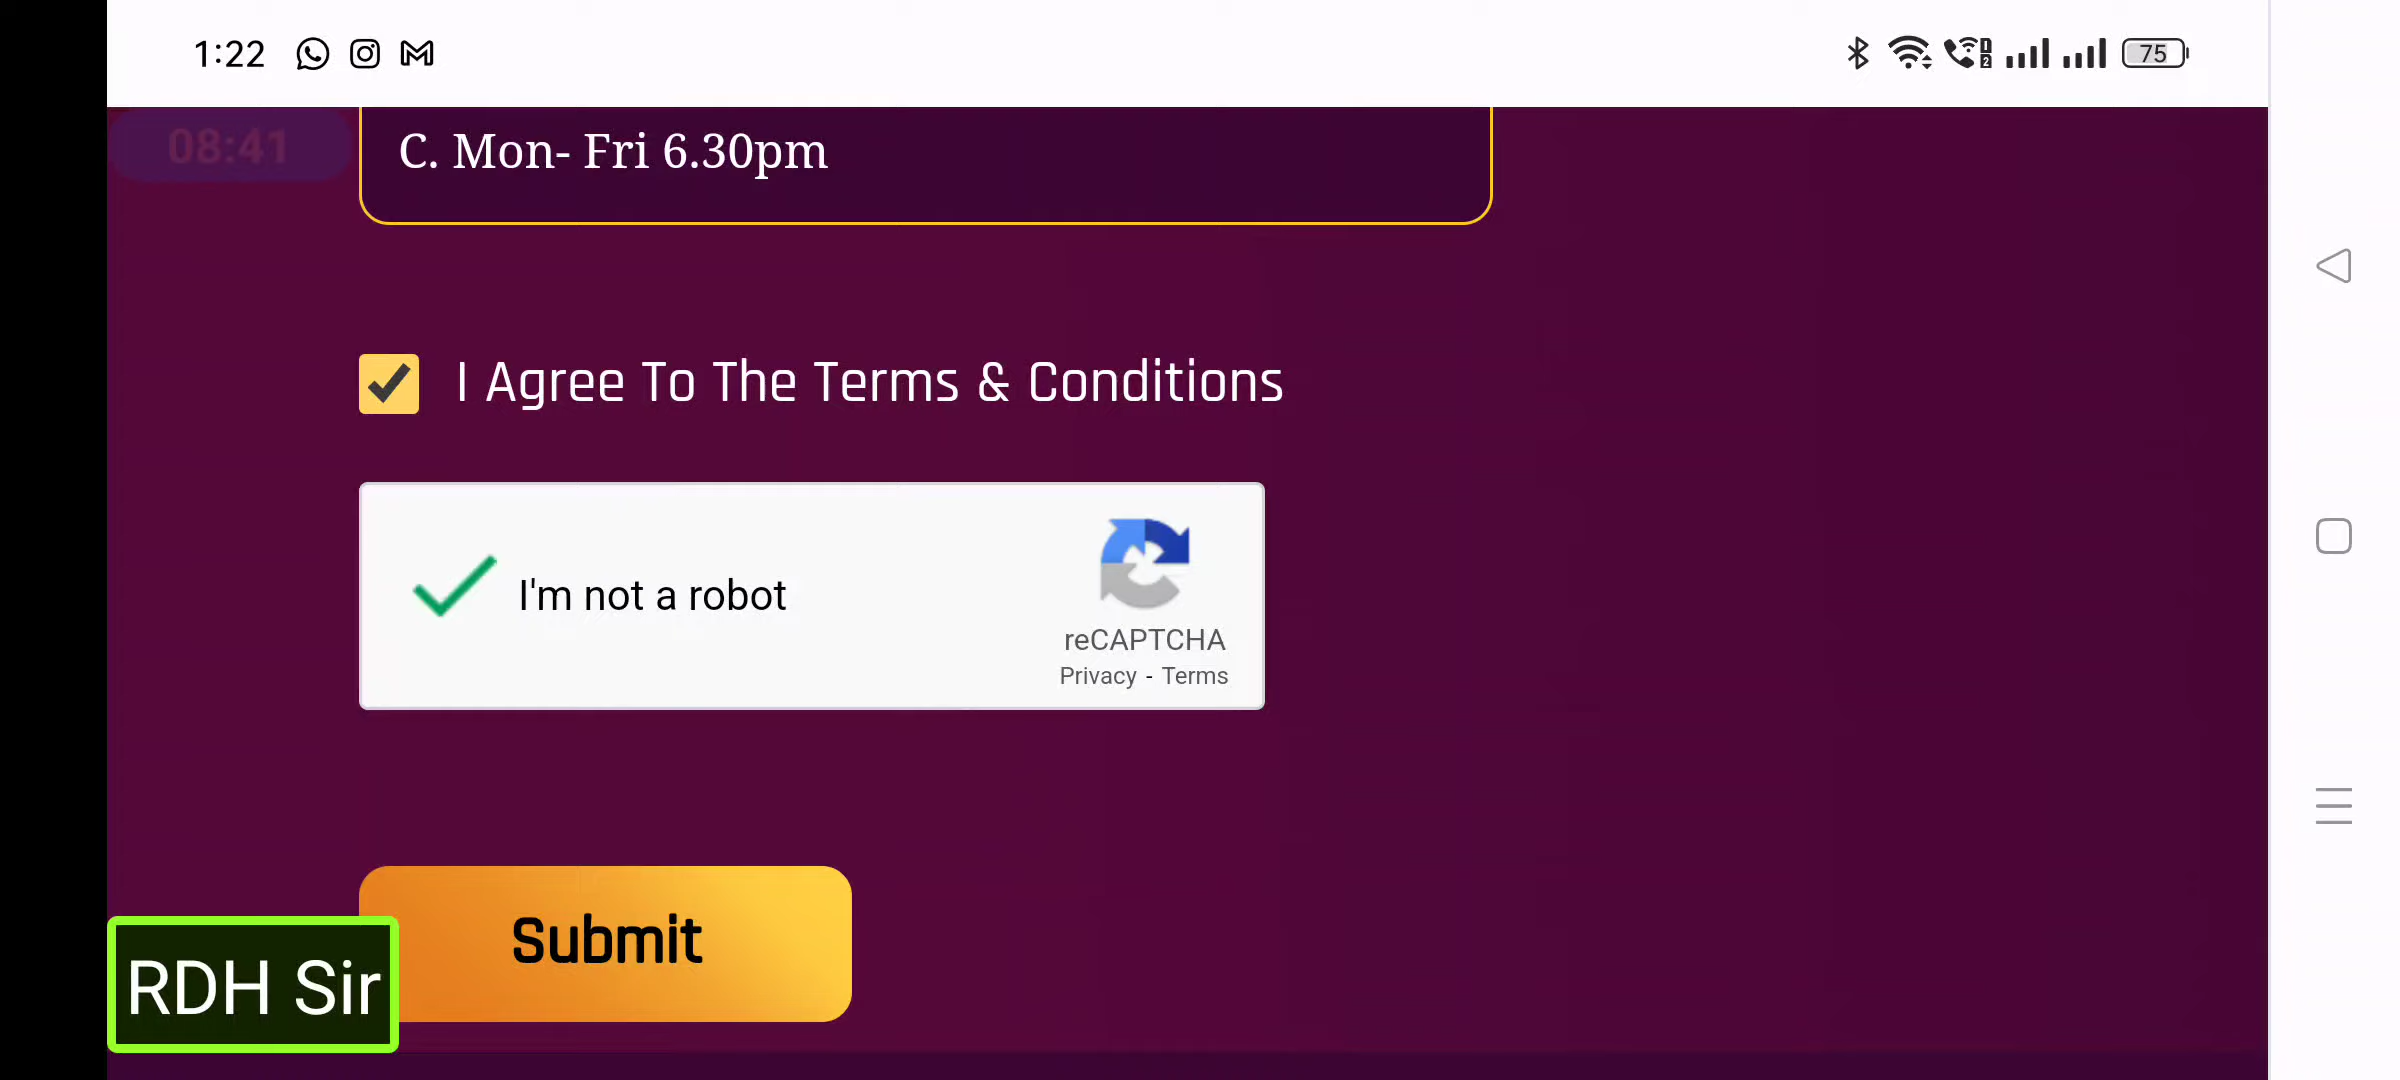 1:22
75
08:41
C. Mon- Fri 6.30pm
I Agree To The Terms & Conditions
I'm not a robot
reCAPTCHA
Privacy - Terms
Submit
RDH Sir